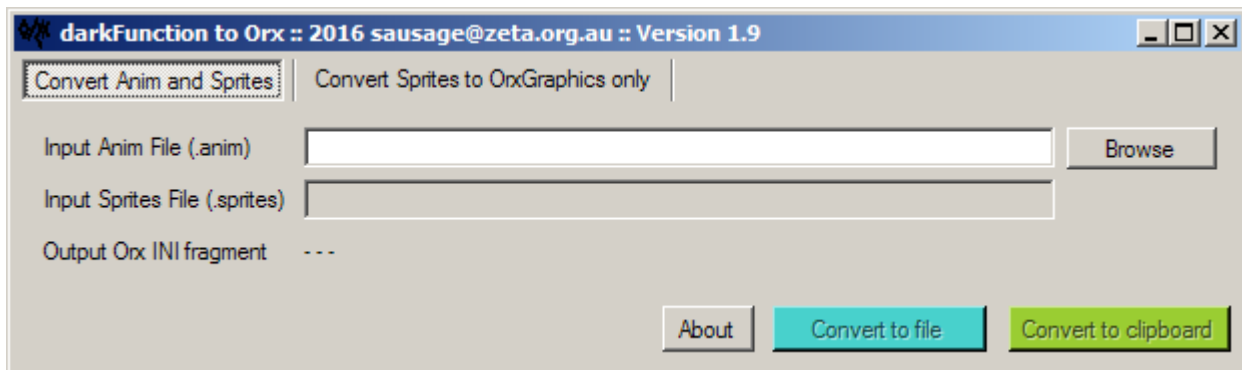 darkFunction to Orx :: 2016 sausage@zeta.org.au :: Version 1.9
Convert Anim and Sprites Convert Sprites to OrxGraphics only
Input Anim File (.anim) Browse
Input Sprites File (.sprites)
Output Orx INI fragment - - -
About Convert to file Convert to clipboard